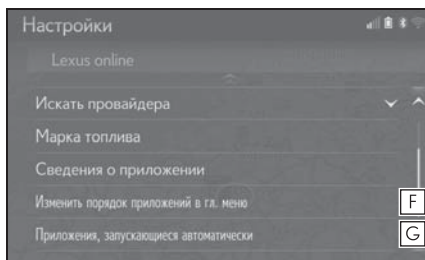 Настройки
Lexus online
Искать провайдера
Марка топлива
Сведения о приложении
Изменить порядок приложений в гл. меню
F
Приложения, запускающиеся автоматически
G